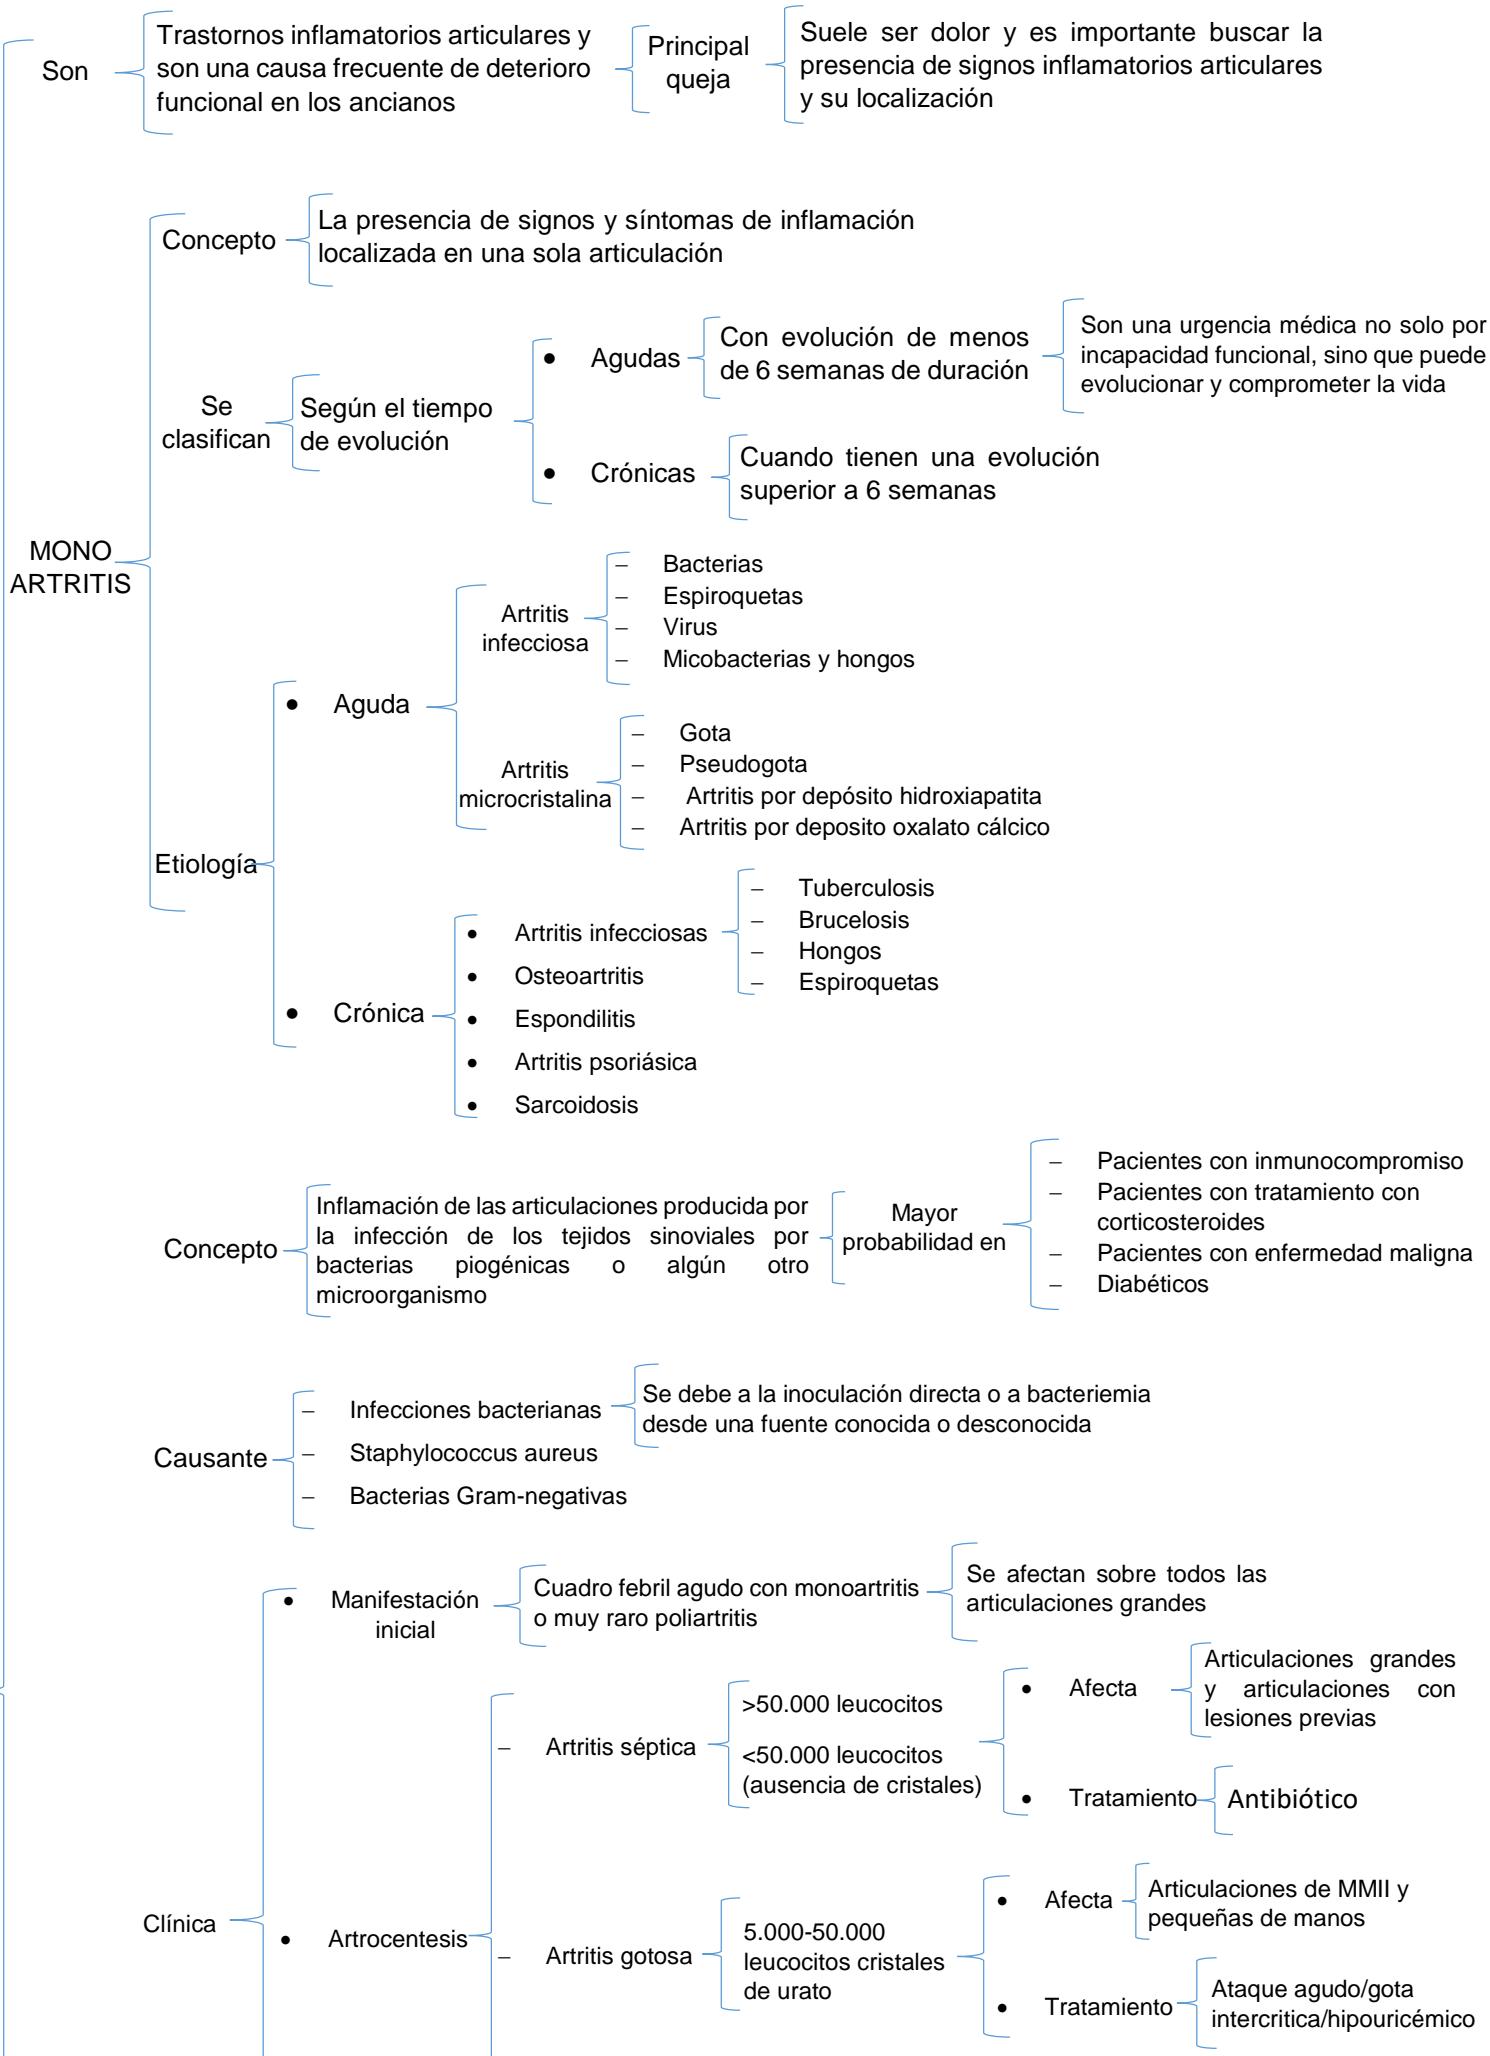 Son
Trastornos inflamatorios articulares y
son una causa frecuente de deterioro
funcional en los ancianos
Principal
queja
Suele ser dolor y es importante buscar la
presencia de signos inflamatorios articulares
y su localización
MONO
ARTRITIS
Concepto
La presencia de signos y síntomas de inflamación
localizada en una sola articulación
Se
clasifican
Según el tiempo
de evolución
• Agudas
Con evolución de menos
de 6 semanas de duración
Son una urgencia médica no solo por
incapacidad funcional, sino que puede
evolucionar y comprometer la vida
• Crónicas
Cuando tienen una evolución
superior a 6 semanas
Etiología
• Aguda
Artritis
infecciosa
– Bacterias
– Espiroquetas
– Virus
– Micobacterias y hongos
Artritis
microcristalina
– Gota
– Pseudogota
– Artritis por depósito hidroxiapatita
– Artritis por deposito oxalato cálcico
• Crónica
• Artritis infecciosas
– Tuberculosis
– Brucelosis
– Hongos
– Espiroquetas
• Osteoartritis
• Espondilitis
• Artritis psoriásica
• Sarcoidosis
Concepto
Inflamación de las articulaciones producida por
la infección de los tejidos sinoviales por
bacterias piogénicas o algún otro
microorganismo
Mayor
probabilidad en
– Pacientes con inmunocompromiso
– Pacientes con tratamiento con
corticosteroides
– Pacientes con enfermedad maligna
– Diabéticos
Causante
– Infecciones bacterianas
Se debe a la inoculación directa o a bacteriemia
desde una fuente conocida o desconocida
– Staphylococcus aureus
– Bacterias Gram-negativas
Clínica
• Manifestación
inicial
Cuadro febril agudo con monoartritis
o muy raro poliartritis
Se afectan sobre todos las
articulaciones grandes
• Artrocentesis
– Artritis séptica
>50.000 leucocitos
<50.000 leucocitos
(ausencia de cristales)
• Afecta
Articulaciones grandes
y articulaciones con
lesiones previas
• Tratamiento
Antibiótico
– Artritis gotosa
5.000-50.000
leucocitos cristales
de urato
• Afecta
Articulaciones de MMII y
pequeñas de manos
• Tratamiento
Ataque agudo/gota
intercritica/hipouricémico